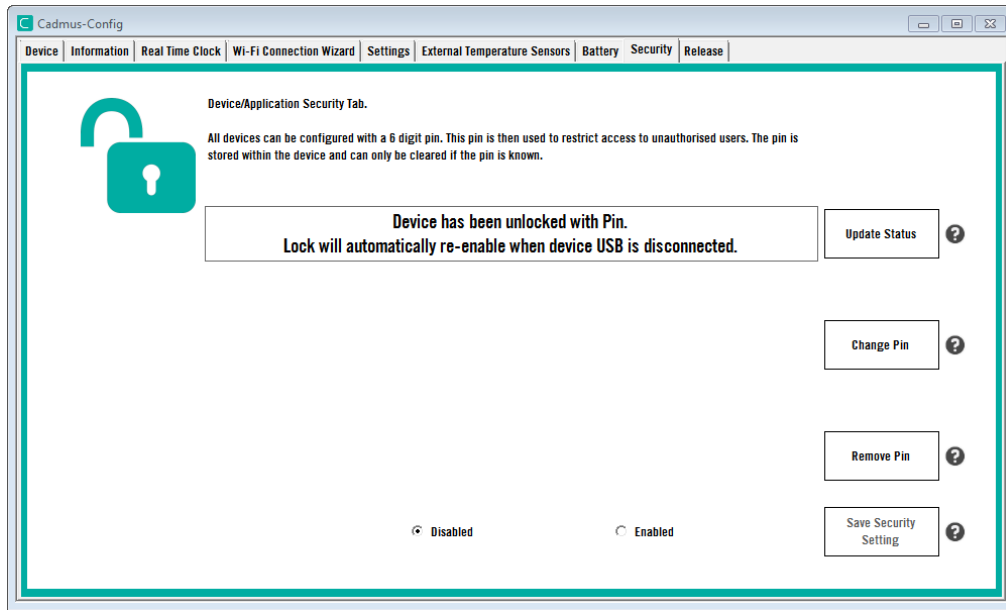 Cadmus-Config
Device Information Real Time Clock Wi-Fi Connection Wizard Settings External Temperature Sensors Battery Security Release
Device/Application Security Tab.
All devices can be configured with a 6 digit pin. This pin is then used to restrict access to unauthorised users. The pin is
stored within the device and can only be cleared if the pin is known.
Device has been unlocked with Pin.
Lock will automatically re-enable when device USB is disconnected.
Update Status ?
Change Pin ?
Remove Pin ?
Disabled Enabled
Save Security
Setting ?